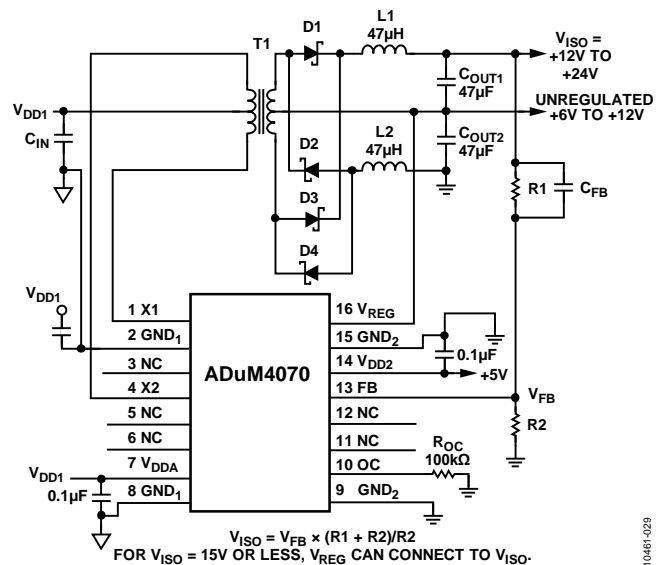 D1
L1
47µH
V_ISO =
+12V TO
+24V
T1
C_OUT1
47µF
V_DD1
UNREGULATED
+6V TO +12V
C_IN
D2
L2
47µH
C_OUT2
47µF
R1
C_FB
D3
D4
V_DD1
1 X1
2 GND_1
3 NC
4 X2
5 NC
6 NC
7 V_DDA
8 GND_1
ADuM4070
16 V_REG
15 GND_2
14 V_DD2
13 FB
12 NC
11 NC
10 OC
9 GND_2
0.1µF
+5V
V_FB
R2
R_OC
100kΩ
V_DD1
0.1µF
V_ISO = V_FB × (R1 + R2)/R2
FOR V_ISO = 15V OR LESS, V_REG CAN CONNECT TO V_ISO.
10461-029